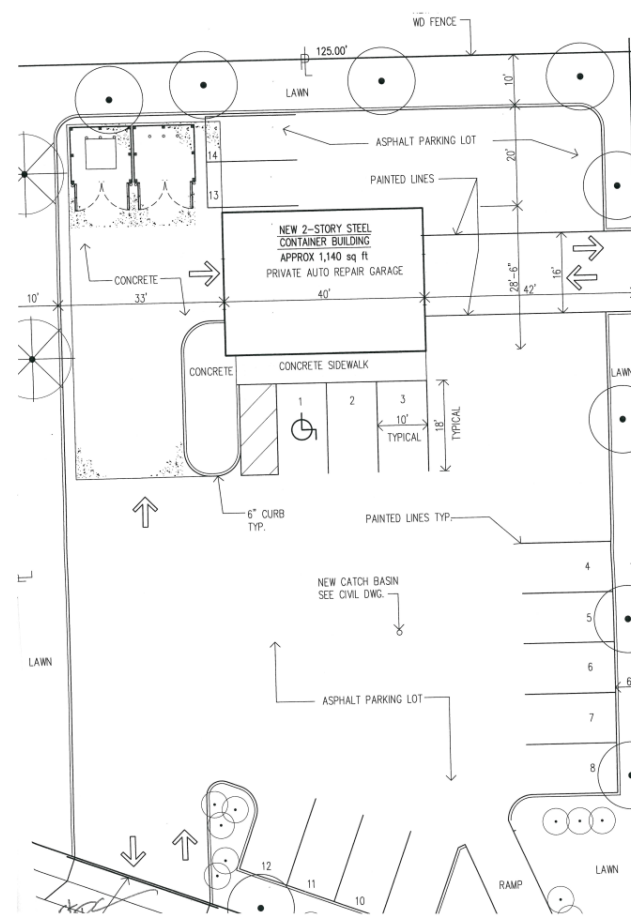 WD FENCE
125.00'
LAWN
10'
ASPHALT PARKING LOT
20'
14
PAINTED LINES
13
NEW 2-STORY STEEL
CONTAINER BUILDING
APPROX 1,140 sq ft
PRIVATE AUTO REPAIR GARAGE
28'-6"
16'
CONCRETE
10'
33'
40'
42'
CONCRETE
CONCRETE SIDEWALK
LAWN
1
2
3
10'
TYPICAL
18'
TYPICAL
6" CURB
TYP.
PAINTED LINES TYP.
4
NEW CATCH BASIN
SEE CIVIL DWG.
5
LAWN
6
6
ASPHALT PARKING LOT
7
8
12
11
10
RAMP
LAWN